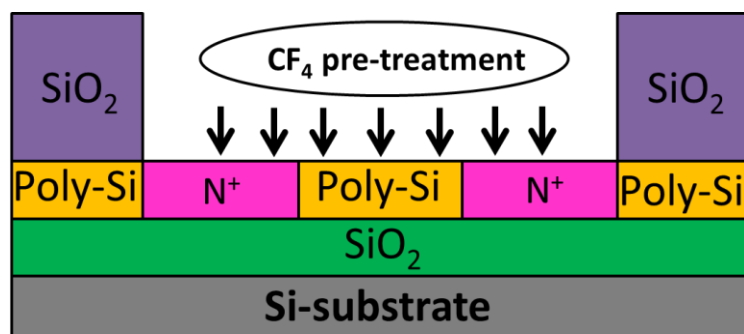 CF₄ pre-treatment
SiO₂
SiO₂
Poly-Si
N⁺
Poly-Si
N⁺
Poly-Si
SiO₂
Si-substrate